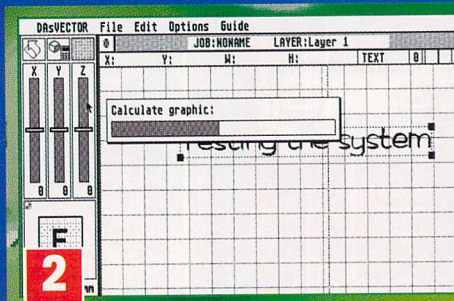 DAsVECTOR File Edit Options Guide
JOB:NONAME LAYER:Layer 1
X: Y: W: H: TEXT 0
X Y Z
Calculate graphic:
Testing the system
0 0 0
F
2